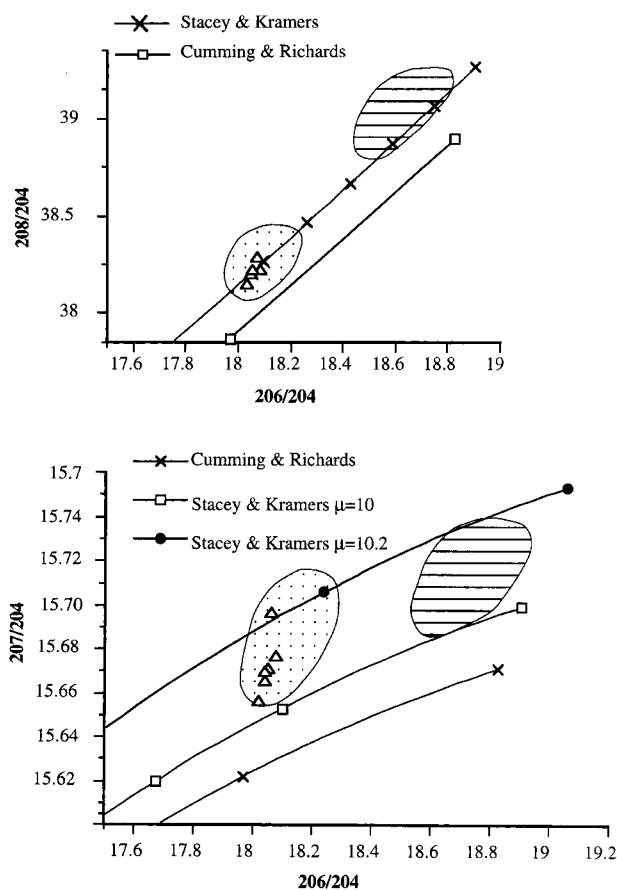 Stacey & Kramers
Cumming & Richards
39
38.5
38
208/204
17.6 17.8 18 18.2 18.4 18.6 18.8 19
206/204
Cumming & Richards
Stacey & Kramers μ=10
Stacey & Kramers μ=10.2
15.7
15.74
15.72
15.70
15.68
15.66
15.64
15.62
207/204
17.6 17.8 18 18.2 18.4 18.6 18.8 19 19.2
206/204